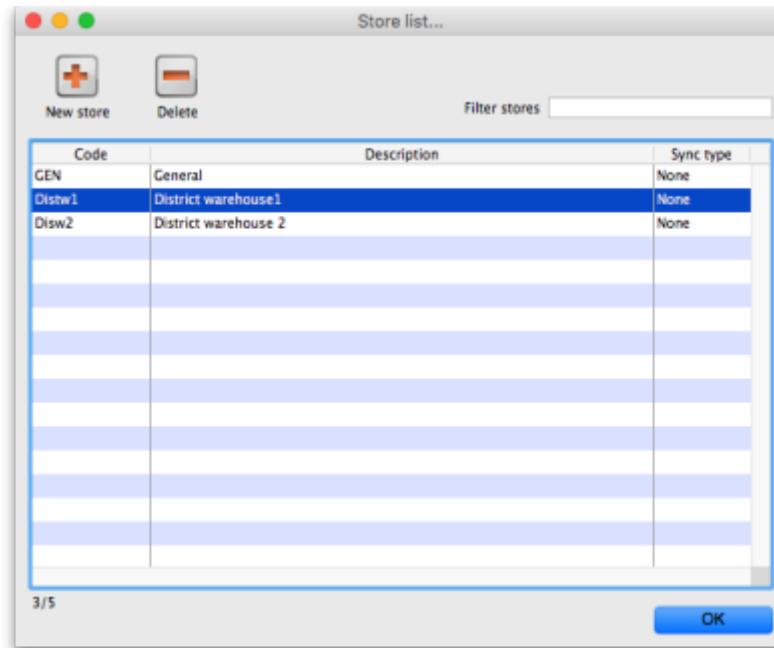 Store list...
New store Delete Filter stores
Code Description Sync type
GEN General None
Distw1 District warehouse1 None
Disw2 District warehouse 2 None
3/5
OK